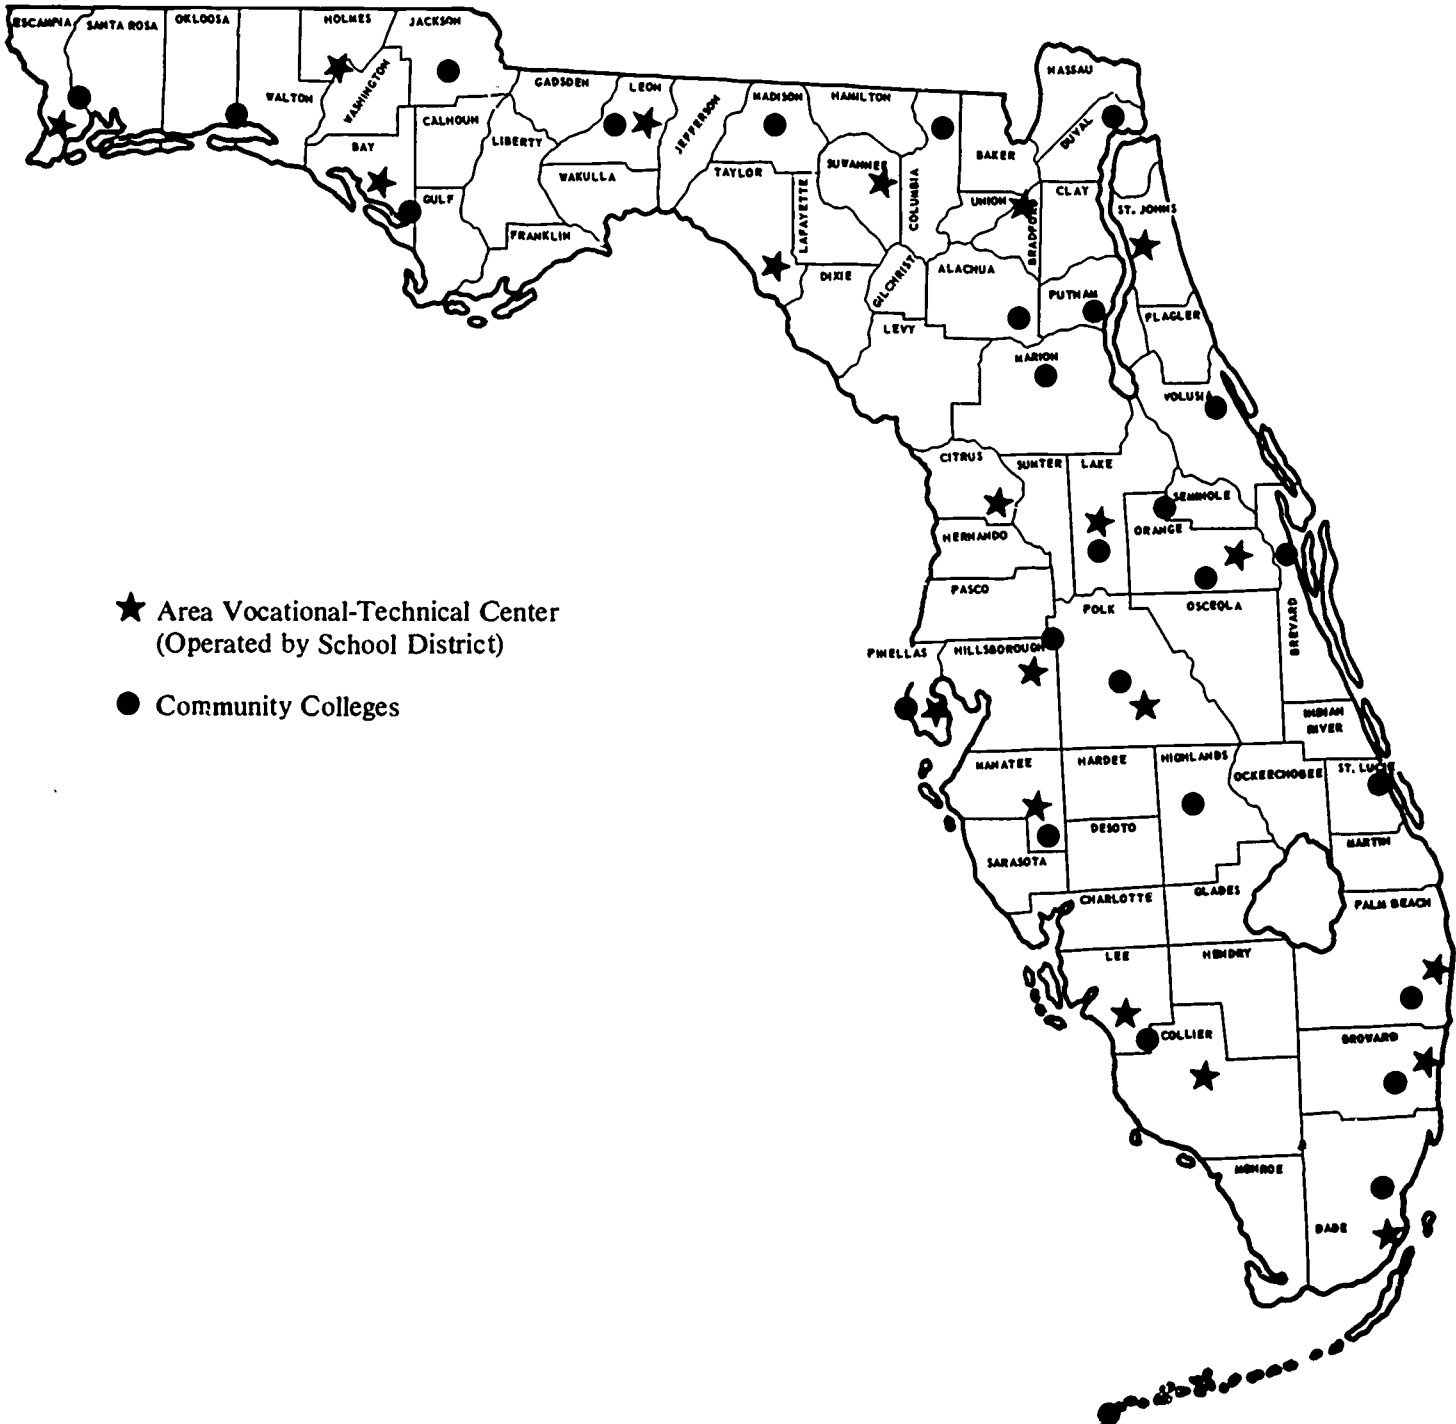 ESCAMBIA
SANTA ROSA
OKLOOSA
HOLMES
JACKSON
WALTON
WASHINGTON
BAY
CALHOUN
GULF
GADSDEN
LIBERTY
LEON
WAKULLA
FRANKLIN
JEFFERSON
MADISON
TAYLOR
HAMILTON
SUWANNEE
LAFAYETTE
DIXIE
COLUMBIA
GILCHRIST
LEVY
BAKER
UNION
BRADFORD
ALACHUA
NASSAU
DUVAL
CLAY
ST. JOHNS
PUTNAM
FLAGLER
MARION
VOLUSIA
CITRUS
SUMTER
LAKE
SEMINOLE
ORANGE
HERNANDO
PASCO
POLK
OSCEOLA
BREVARD
★ Area Vocational-Technical Center
(Operated by School District)
● Community Colleges
PINELLAS
HILLSBOROUGH
INDIAN
RIVER
MANATEE
HARDEE
HIGHLANDS
OCKERCHOBEE
ST. LUCIE
DESOTO
SARASOTA
MARTIN
CHARLOTTE
GLADES
PALM BEACH
LEE
HENDRY
COLLIER
BROWARD
MONROE
DADE